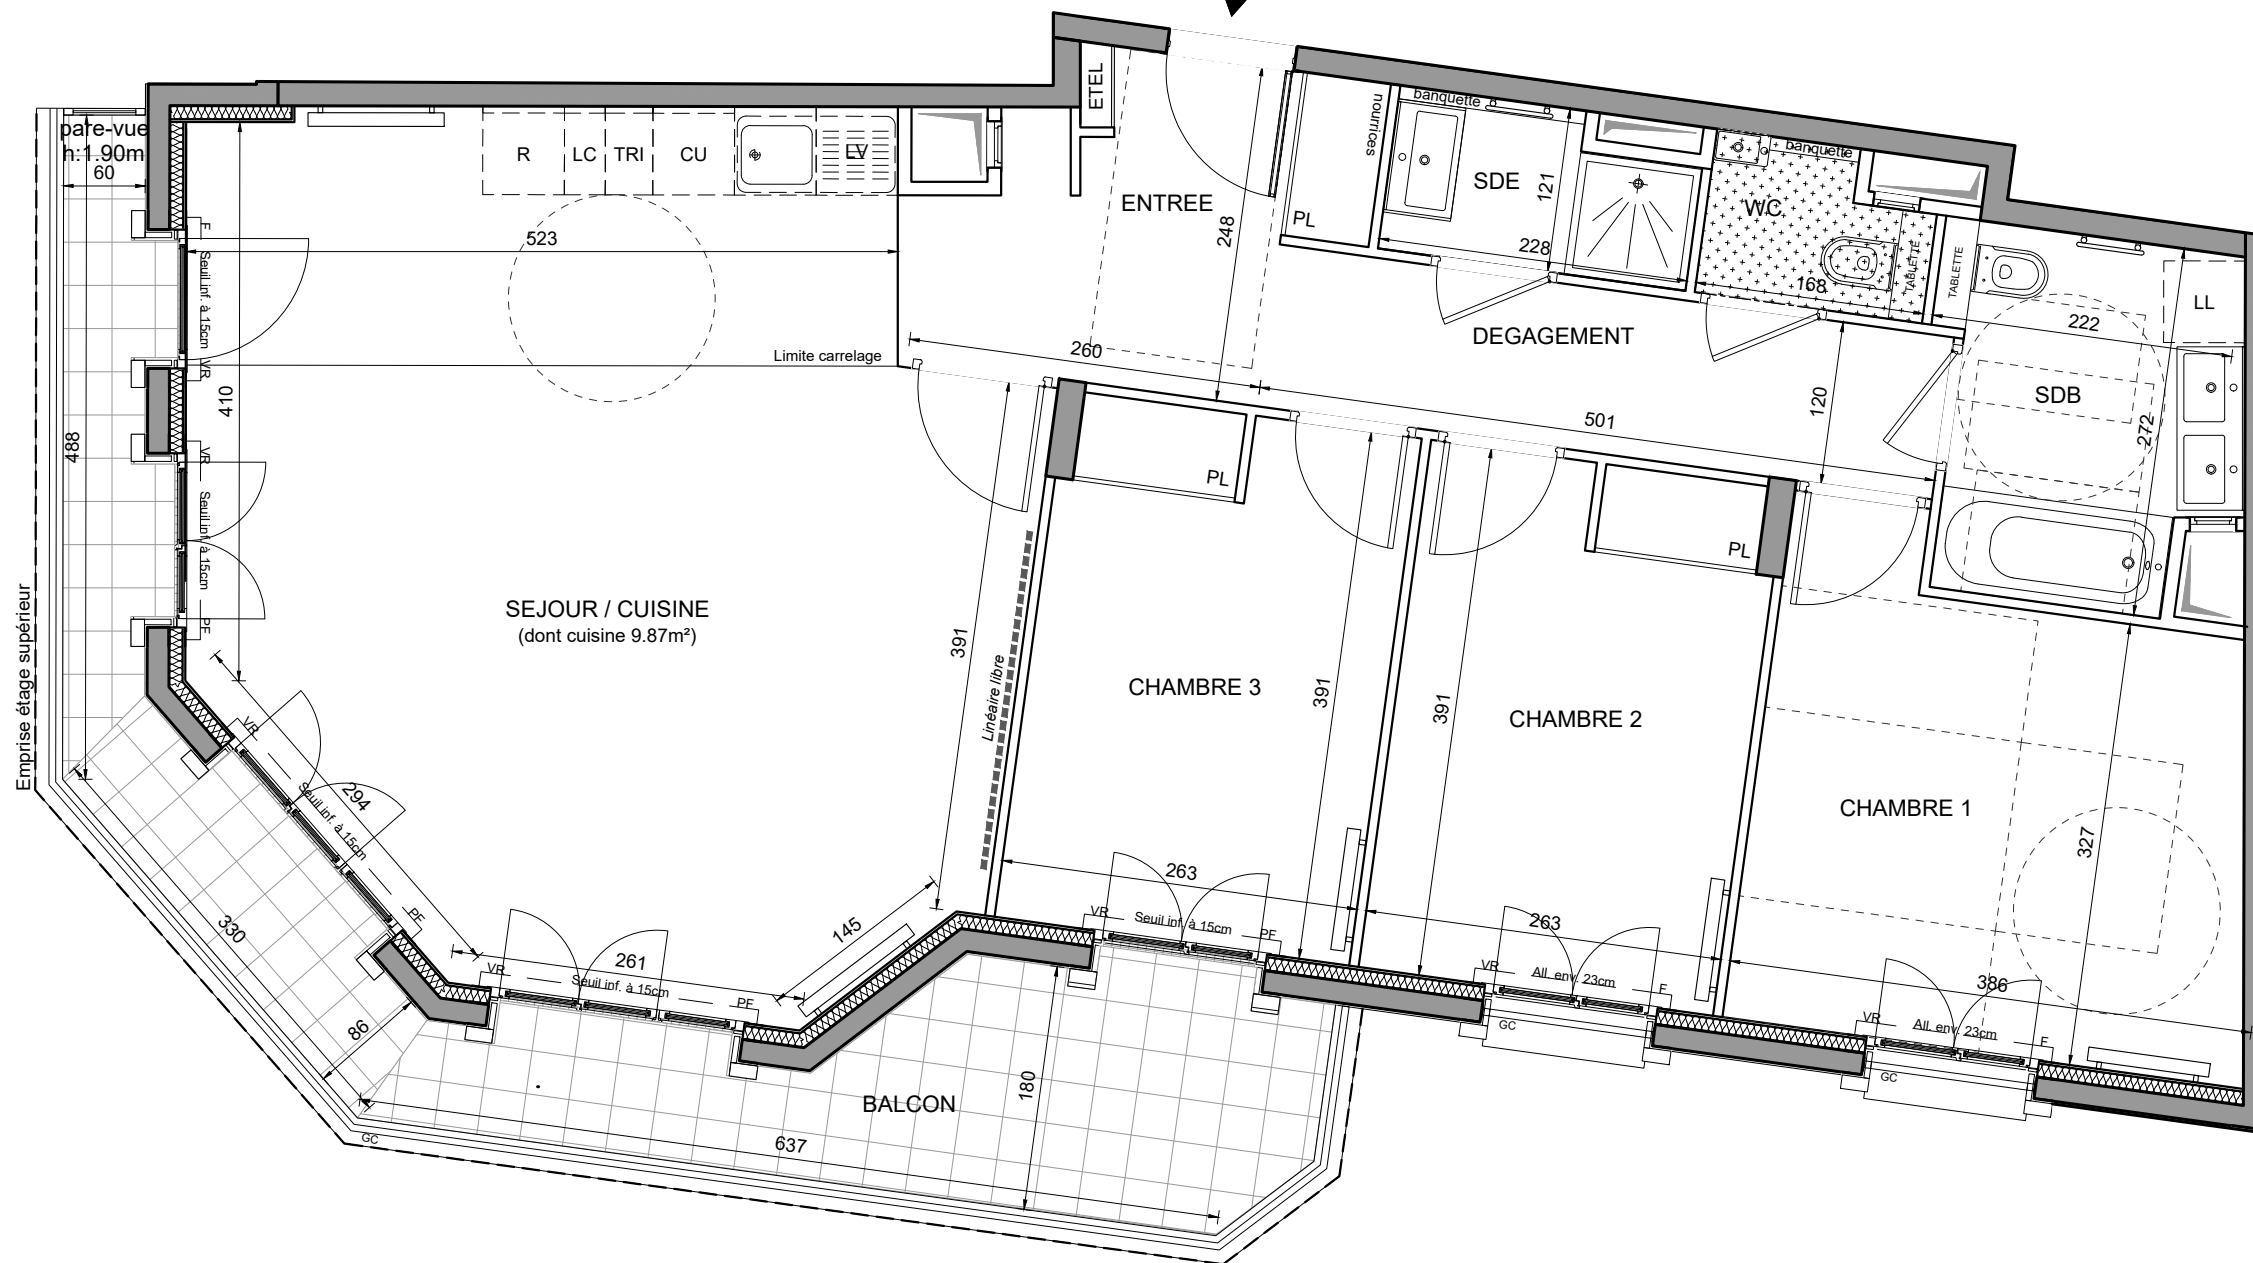 ETEL
pare-vue
h:1.90m
60
R
LC
TRI
CU
LV
ENTREE
248
PL
nourrices
banquette
SDE
121
228
banquette
WC
168
TABLETTE
TABLETTE
LL
222
SDB
272
523
Limite carrelage
260
DEGAGEMENT
501
120
F
Seuil inf. à 15cm
VR
410
488
VR
Seuil inf. à 15cm
PF
Emprise étage supérieur
SEJOUR / CUISINE
(dont cuisine 9.87m²)
391
Linéaire libre
PL
CHAMBRE 3
391
PL
CHAMBRE 2
391
CHAMBRE 1
327
VR
294
Seuil inf. à 15cm
PF
330
86
VR
261
Seuil inf. à 15cm
PF
145
263
VR
Seuil inf. à 15cm
PF
263
VR
All. env. 23cm
F
GC
386
VR
All. env. 23cm
F
GC
BALCON
180
637
GC